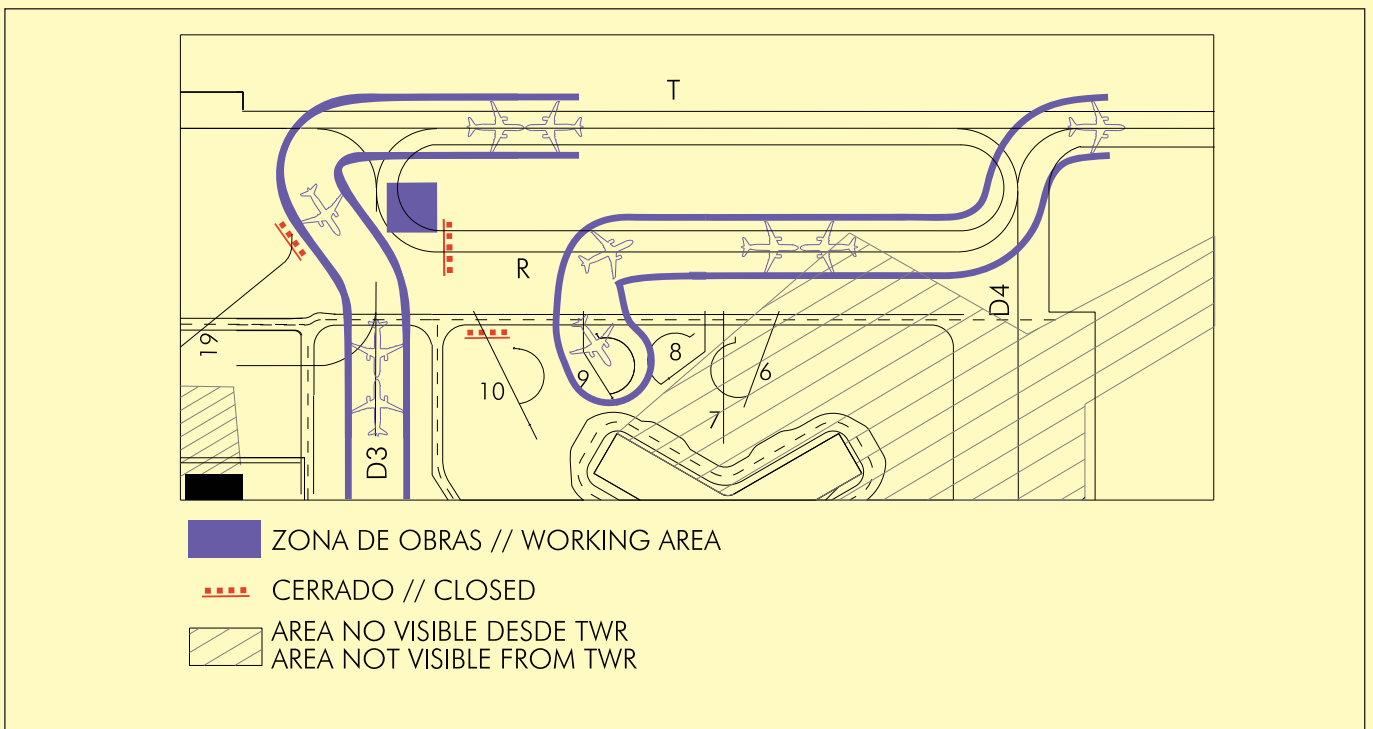 T
R
D4
19
10
9
8
6
7
D3
ZONA DE OBRAS // WORKING AREA
CERRADO // CLOSED
AREA NO VISIBLE DESDE TWR
AREA NOT VISIBLE FROM TWR